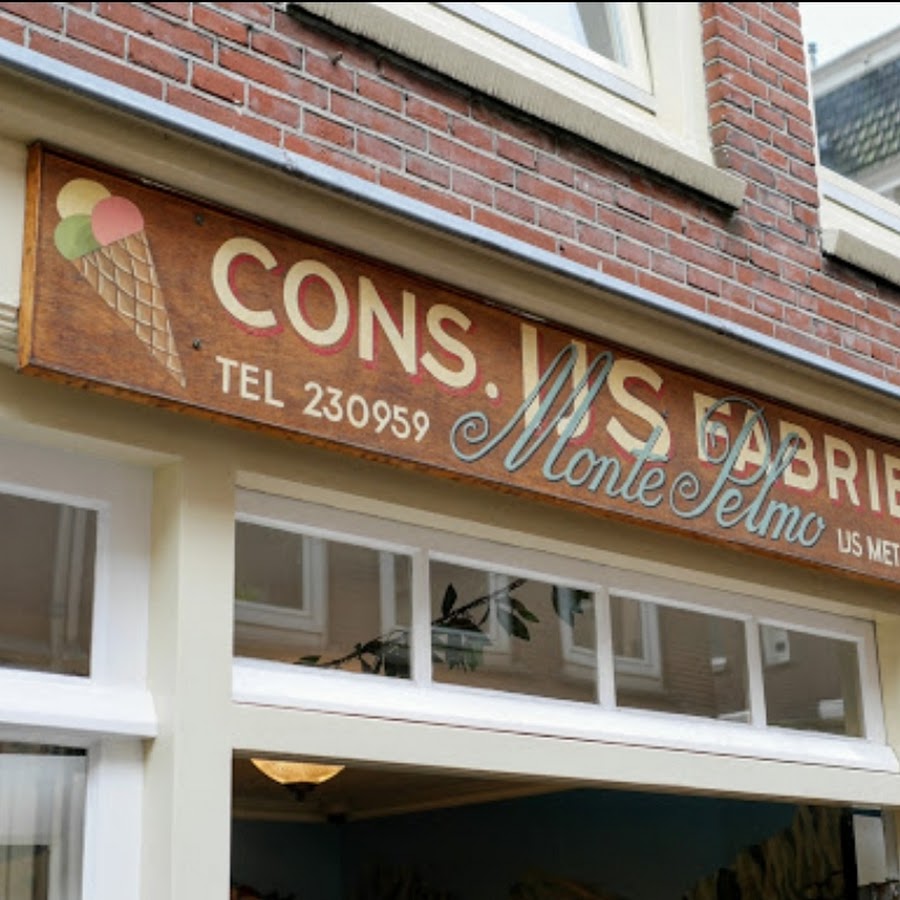 CONS. IJS FABRIE
TEL 230959
Monte Pelmo
IJS MET